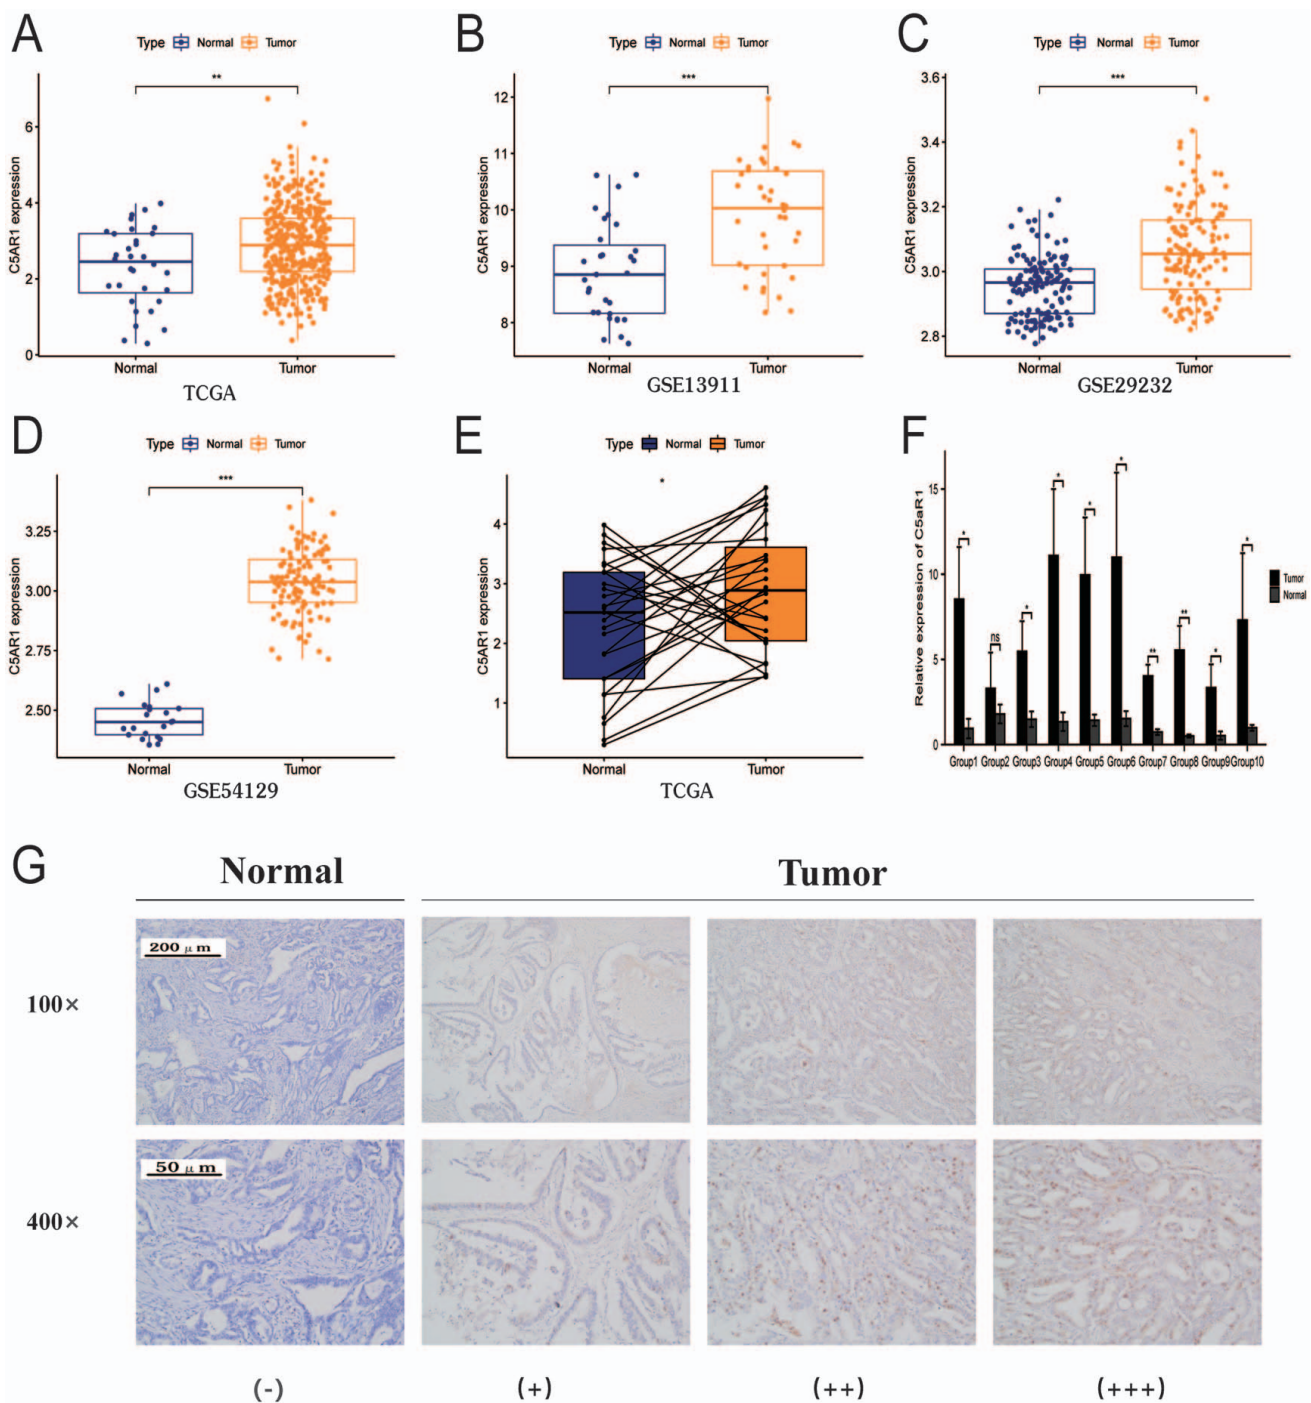 A
Type Normal Tumor
**
C5AR1 expression
6
4
2
0
Normal Tumor
TCGA
B
Type Normal Tumor
***
C5AR1 expression
12
11
10
9
8
Normal Tumor
GSE13911
C
Type Normal Tumor
***
C5AR1 expression
3.6
3.4
3.2
3.0
2.8
Normal Tumor
GSE29232
D
Type Normal Tumor
***
C5AR1 expression
3.25
3.00
2.75
2.50
Normal Tumor
GSE54129
E
Type Normal Tumor
*
C5AR1 expression
4
3
2
1
Normal Tumor
TCGA
F
Relative expression of C5aR1
15
10
5
0
* ns * * * * ** ** * *
Tumor
Normal
Group1 Group2 Group3 Group4 Group5 Group6 Group7 Group8 Group9 Group10
G
Normal Tumor
200 μm
100×
50 μm
400×
(-) (+) (++) (+++)